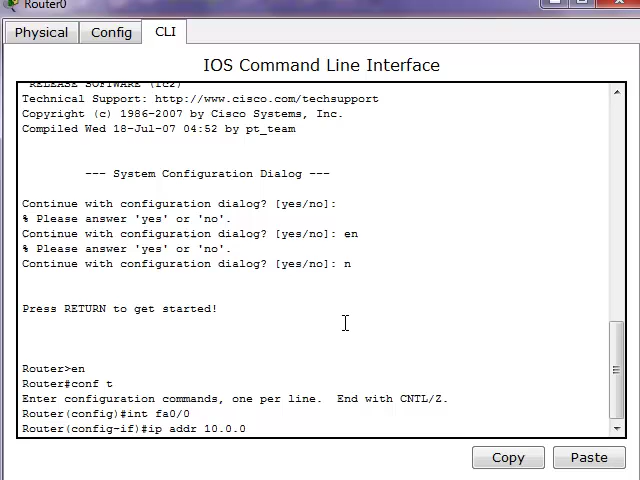 Router0
Physical
Config
CLI
IOS Command Line Interface
RELEASE SOFTWARE (fc2)
Technical Support: http://www.cisco.com/techsupport
Copyright (c) 1986-2007 by Cisco Systems, Inc.
Compiled Wed 18-Jul-07 04:52 by pt_team
--- System Configuration Dialog ---
Continue with configuration dialog? [yes/no]:
% Please answer 'yes' or 'no'.
Continue with configuration dialog? [yes/no]: en
% Please answer 'yes' or 'no'.
Continue with configuration dialog? [yes/no]: n
Press RETURN to get started!
Router>en
Router#conf t
Enter configuration commands, one per line.  End with CNTL/Z.
Router(config)#int fa0/0
Router(config-if)#ip addr 10.0.0
Copy
Paste